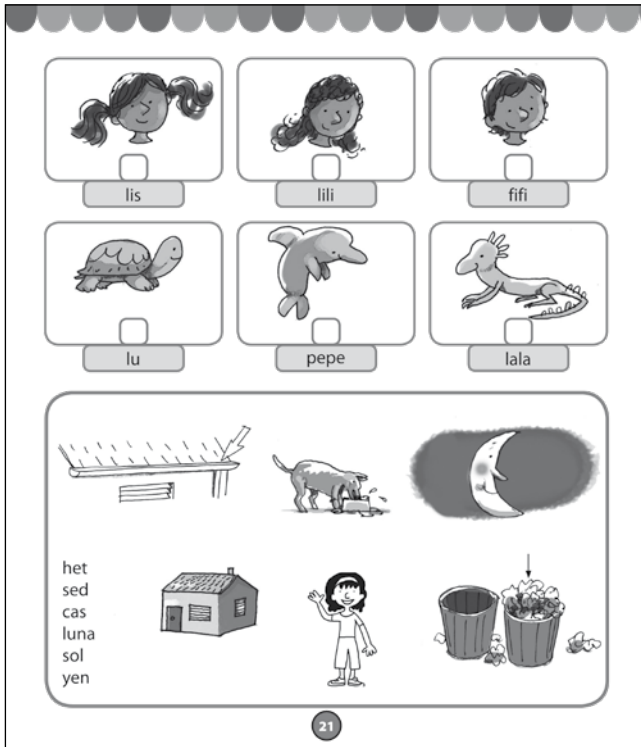 lis
lili
fifi
lu
pepe
lala
het
sed
cas
luna
sol
yen
21